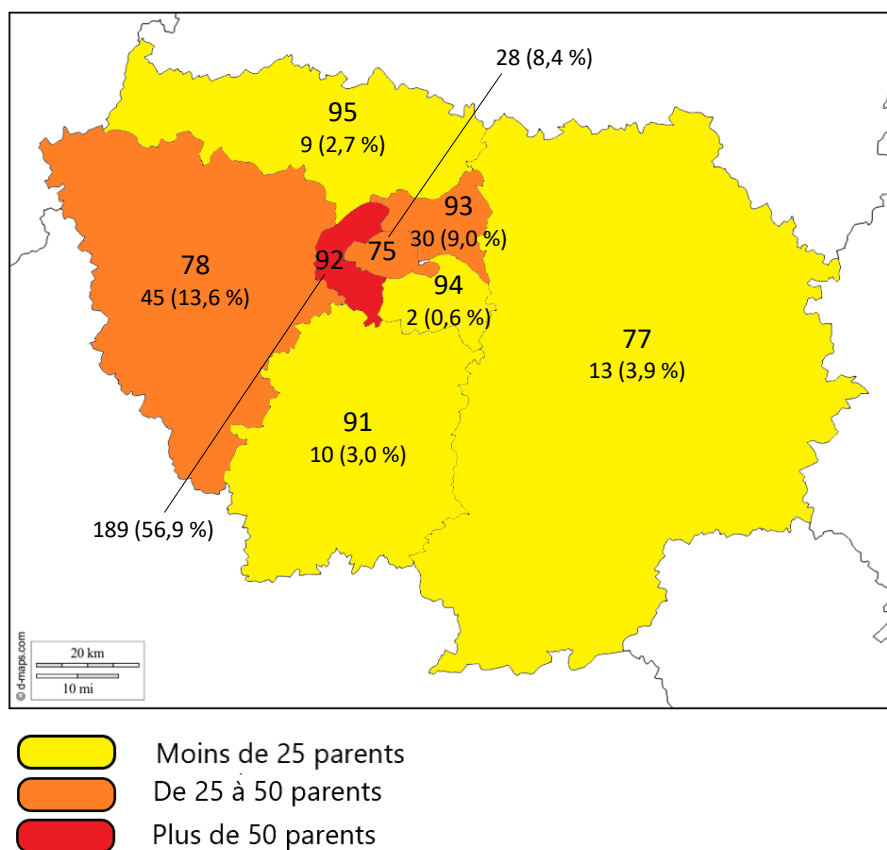 28 (8,4 %)
95
9 (2,7 %)
93
30 (9,0 %)
75
92
78
45 (13,6 %)
94
2 (0,6 %)
77
13 (3,9 %)
91
10 (3,0 %)
189 (56,9 %)
© d-maps.com
20 km
10 mi
Moins de 25 parents
De 25 à 50 parents
Plus de 50 parents